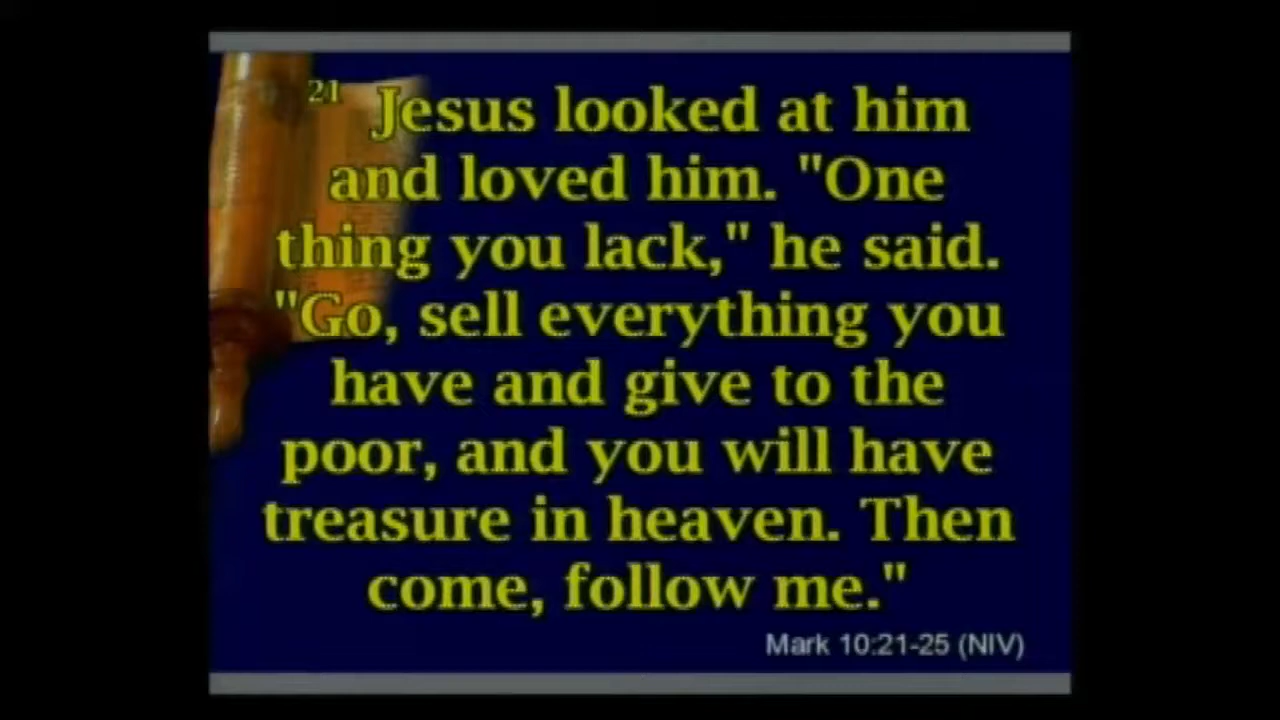 21 Jesus looked at him
and loved him. "One
thing you lack," he said.
"Go, sell everything you
have and give to the
poor, and you will have
treasure in heaven. Then
come, follow me."
Mark 10:21-25 (NIV)